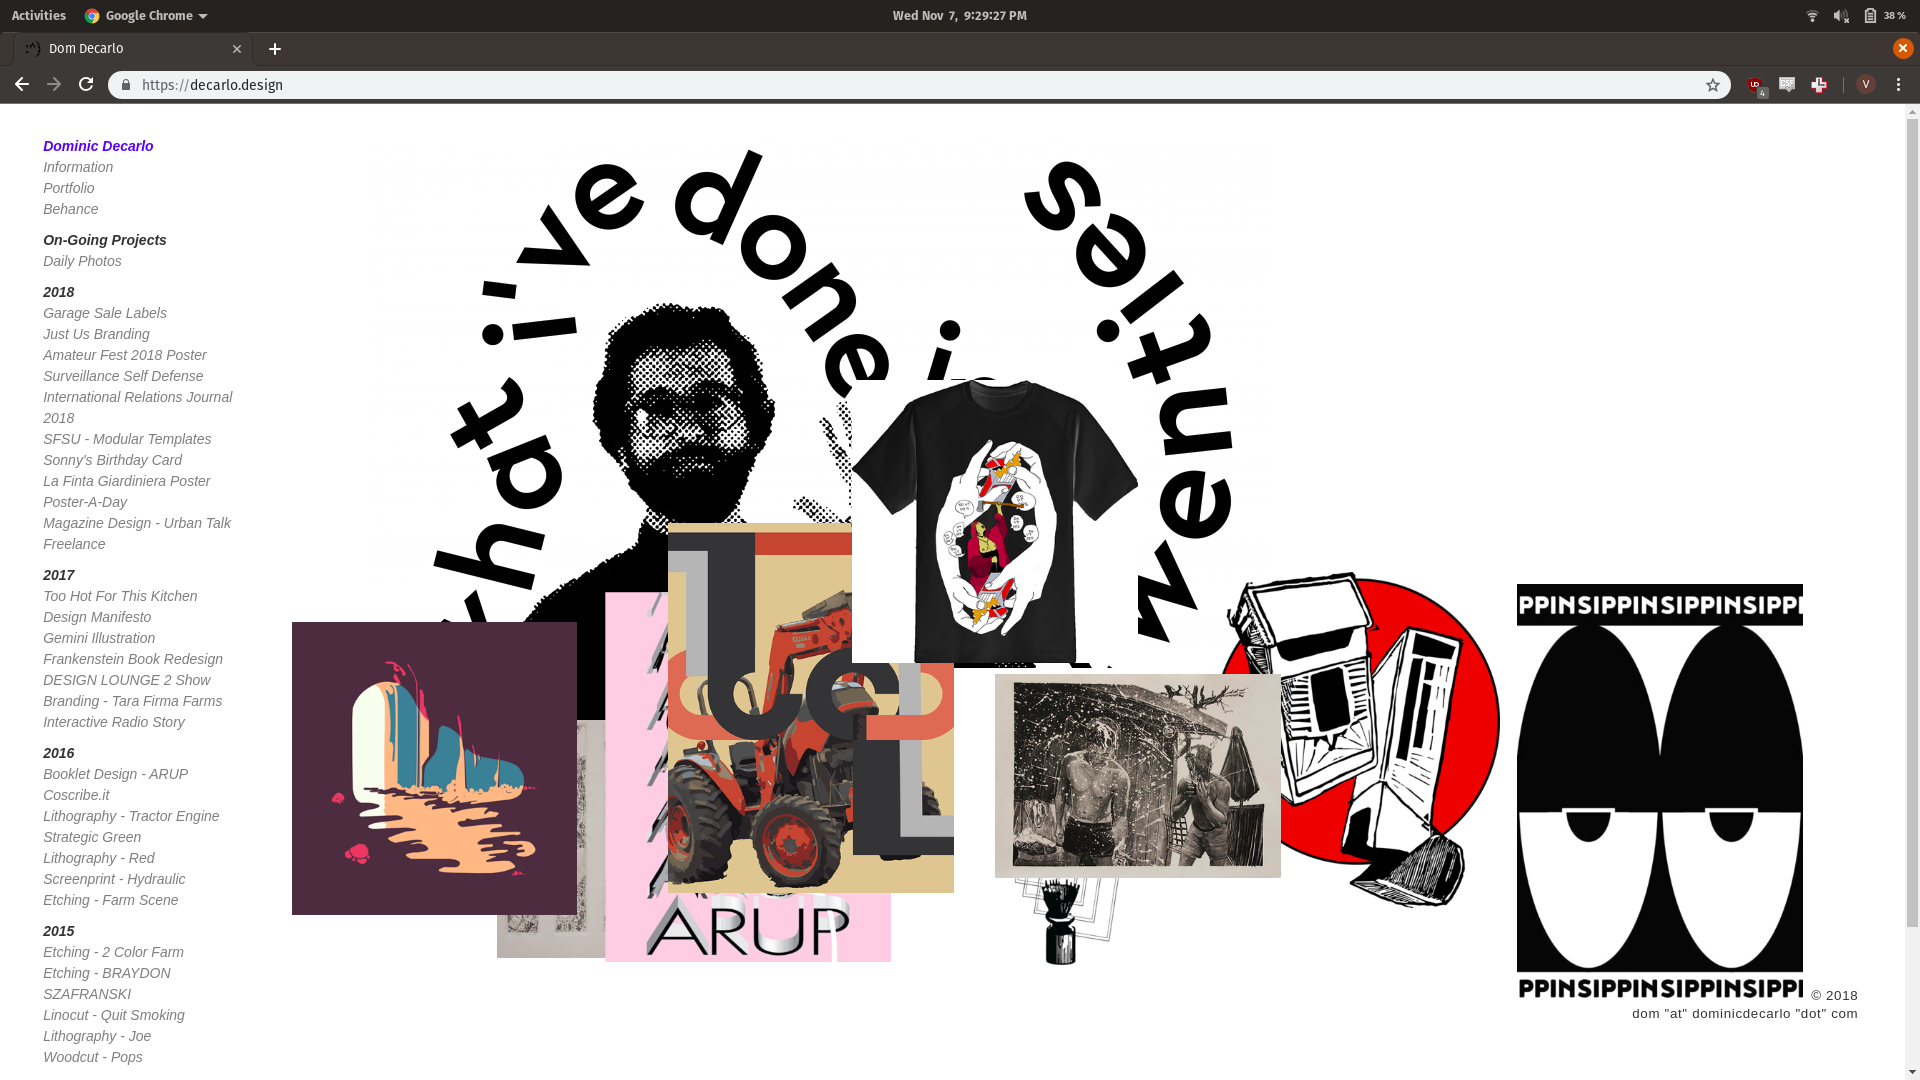 Activities
Google Chrome
Wed Nov 7, 9:29:27 PM
38 %
Dom Decarlo
https://decarlo.design
4
V
Dominic Decarlo
Information
Portfolio
Behance
On-Going Projects
Daily Photos
2018
Garage Sale Labels
Just Us Branding
Amateur Fest 2018 Poster
Surveillance Self Defense
International Relations Journal
2018
SFSU - Modular Templates
Sonny's Birthday Card
La Finta Giardiniera Poster
Poster-A-Day
Magazine Design - Urban Talk
Freelance
2017
Too Hot For This Kitchen
Design Manifesto
Gemini Illustration
Frankenstein Book Redesign
DESIGN LOUNGE 2 Show
Branding - Tara Firma Farms
Interactive Radio Story
2016
Booklet Design - ARUP
Coscribe.it
Lithography - Tractor Engine
Strategic Green
Lithography - Red
Screenprint - Hydraulic
Etching - Farm Scene
2015
Etching - 2 Color Farm
Etching - BRAYDON
SZAFRANSKI
Linocut - Quit Smoking
Lithography - Joe
Woodcut - Pops
hat i've done
went
selties
ARUP
PPINSIPPINSIPPINSIPPI
PPINSIPPINSIPPINSIPPI
© 2018
dom "at" dominicdecarlo "dot" com